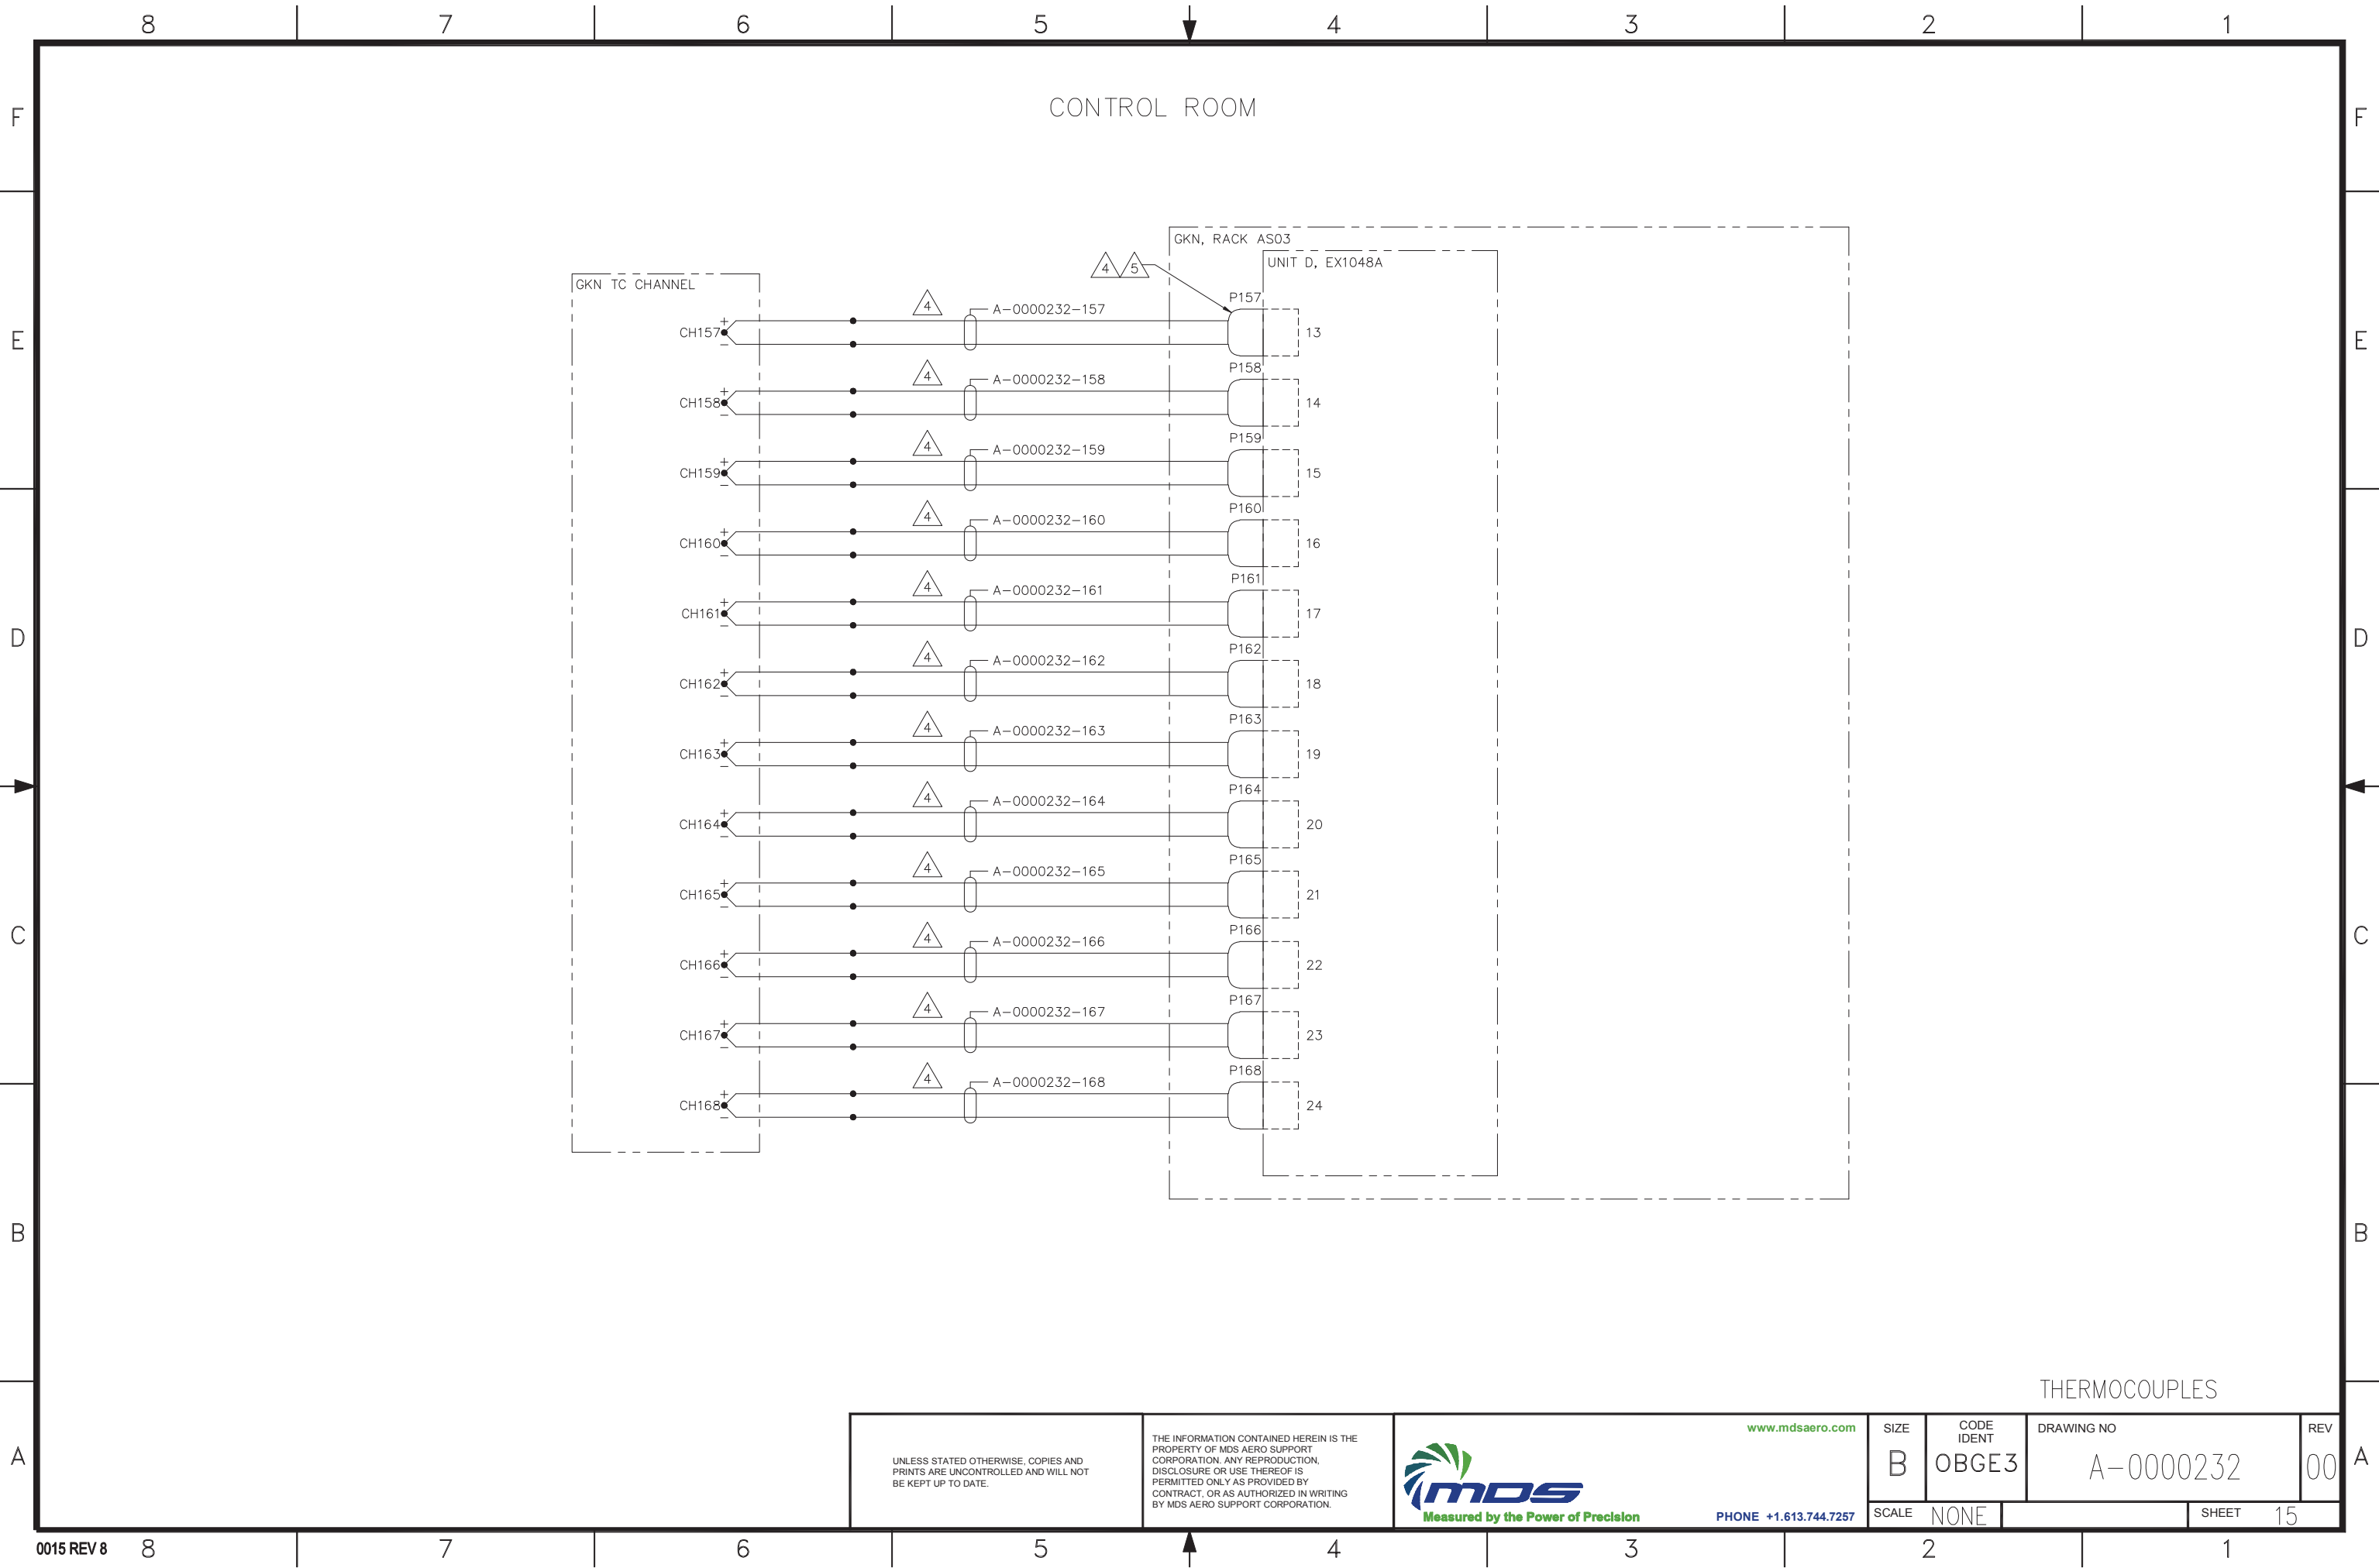 8 7 6 5 4 3 2 1
F F
CONTROL ROOM
GKN, RACK AS03
UNIT D, EX1048A
4 5
GKN TC CHANNEL
P157
4 A-0000232-157
CH157 + - 13
P158
4 A-0000232-158
CH158 + - 14
P159
4 A-0000232-159
CH159 + - 15
P160
4 A-0000232-160
CH160 + - 16
P161
4 A-0000232-161
CH161 + - 17
P162
4 A-0000232-162
CH162 + - 18
P163
4 A-0000232-163
CH163 + - 19
P164
4 A-0000232-164
CH164 + - 20
P165
4 A-0000232-165
CH165 + - 21
P166
4 A-0000232-166
CH166 + - 22
P167
4 A-0000232-167
CH167 + - 23
P168
4 A-0000232-168
CH168 + - 24
E E
D D
C C
B B
A A
THERMOCOUPLES
UNLESS STATED OTHERWISE, COPIES AND
PRINTS ARE UNCONTROLLED AND WILL NOT
BE KEPT UP TO DATE.
THE INFORMATION CONTAINED HEREIN IS THE
PROPERTY OF MDS AERO SUPPORT
CORPORATION. ANY REPRODUCTION,
DISCLOSURE OR USE THEREOF IS
PERMITTED ONLY AS PROVIDED BY
CONTRACT, OR AS AUTHORIZED IN WRITING
BY MDS AERO SUPPORT CORPORATION.
www.mdsaero.com
MDS
Measured by the Power of Precision
PHONE +1.613.744.7257
SIZE
B
CODE
IDENT
OBGE3
DRAWING NO
A-0000232
REV
00
SCALE NONE
SHEET 15
0015 REV 8
8 7 6 5 4 3 2 1